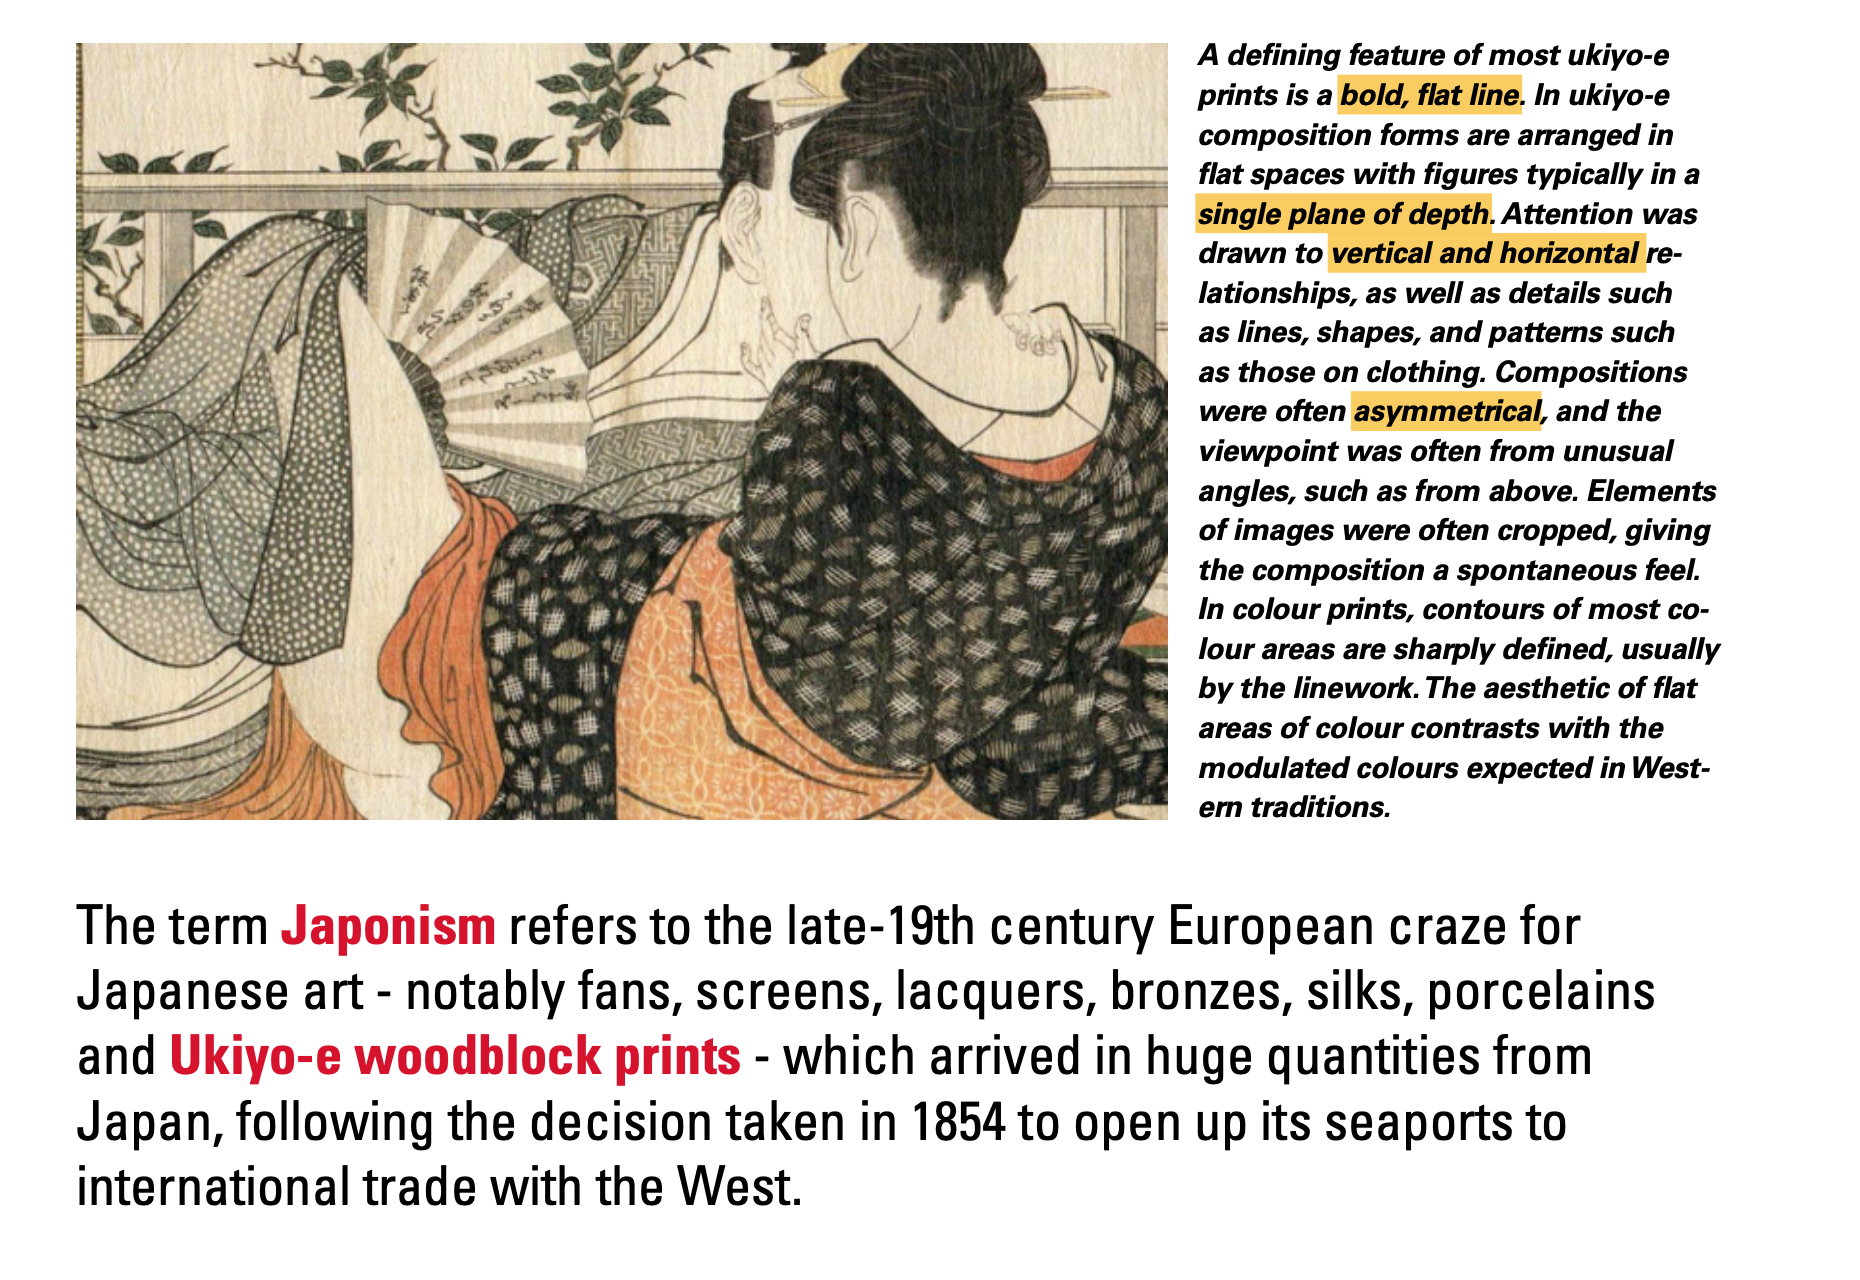 A defining feature of most ukiyo-e
prints is a bold, flat line. In ukiyo-e
composition forms are arranged in
flat spaces with figures typically in a
single plane of depth. Attention was
drawn to vertical and horizontal re-
lationships, as well as details such
as lines, shapes, and patterns such
as those on clothing. Compositions
were often asymmetrical, and the
viewpoint was often from unusual
angles, such as from above. Elements
of images were often cropped, giving
the composition a spontaneous feel.
In colour prints, contours of most co-
lour areas are sharply defined, usually
by the linework. The aesthetic of flat
areas of colour contrasts with the
modulated colours expected in West-
ern traditions.
The term Japonism refers to the late-19th century European craze for
Japanese art - notably fans, screens, lacquers, bronzes, silks, porcelains
and Ukiyo-e woodblock prints - which arrived in huge quantities from
Japan, following the decision taken in 1854 to open up its seaports to
international trade with the West.